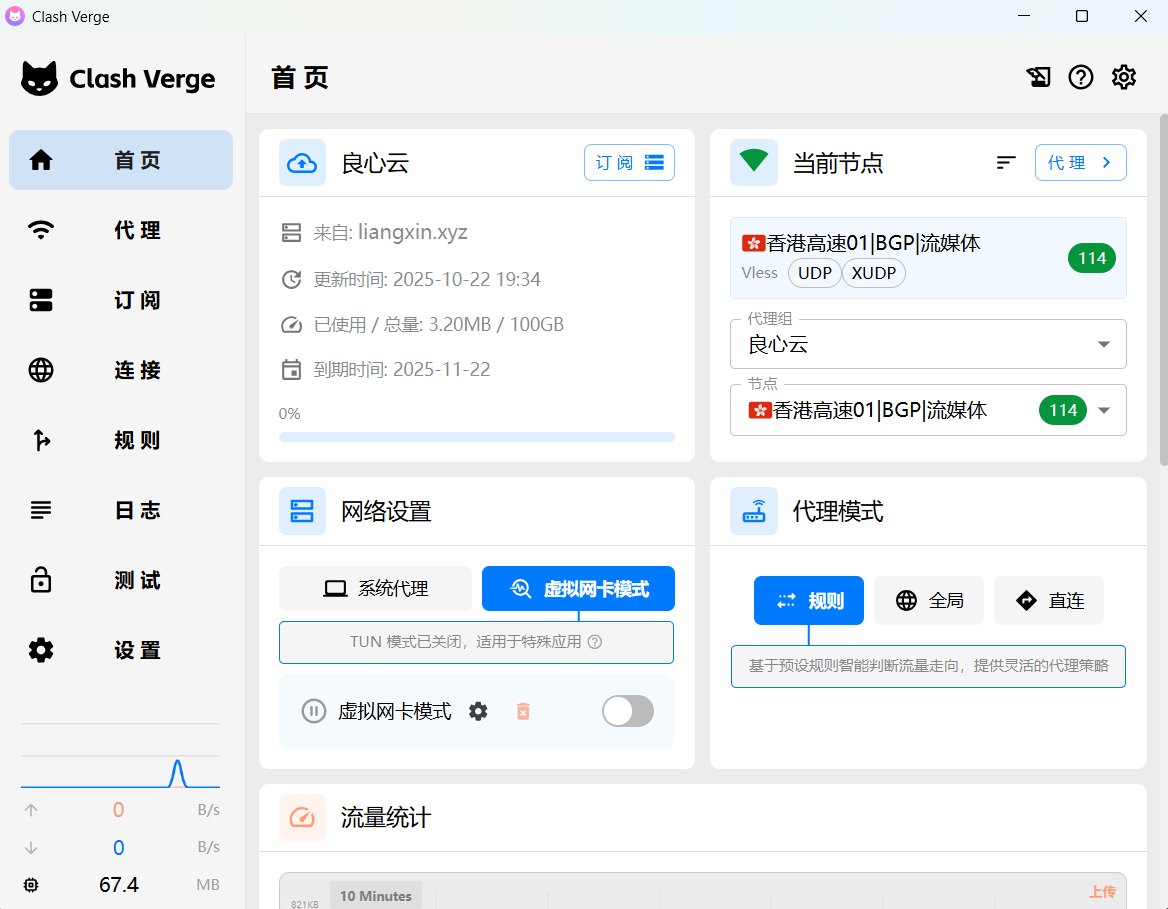 Clash Verge
Clash Verge
首页
代理
订阅
连接
规则
日志
测试
设置
0 B/s
0 B/s
67.4 MB
首页
良心云
订阅
来自: liangxin.xyz
更新时间: 2025-10-22 19:34
已使用 / 总量: 3.20MB / 100GB
到期时间: 2025-11-22
0%
当前节点
代理
🇭🇰香港高速01|BGP|流媒体
Vless UDP XUDP
114
代理组
良心云
节点
🇭🇰香港高速01|BGP|流媒体 114
网络设置
系统代理 虚拟网卡模式
TUN 模式已关闭，适用于特殊应用
虚拟网卡模式
代理模式
规则 全局 直连
基于预设规则智能判断流量走向，提供灵活的代理策略
流量统计
821KB 10 Minutes 上传